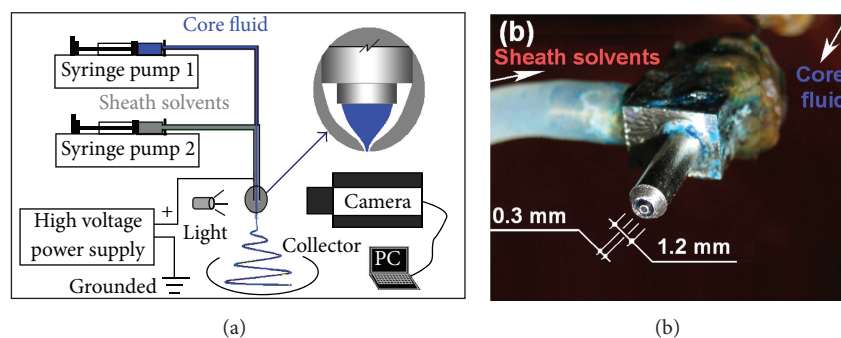 Core fluid
Syringe pump 1
Sheath solvents
Syringe pump 2
High voltage
power supply
+
Light
Camera
Collector
PC
Grounded
(a)
(b)
Sheath solvents
Core
fluid
0.3 mm
1.2 mm
(b)